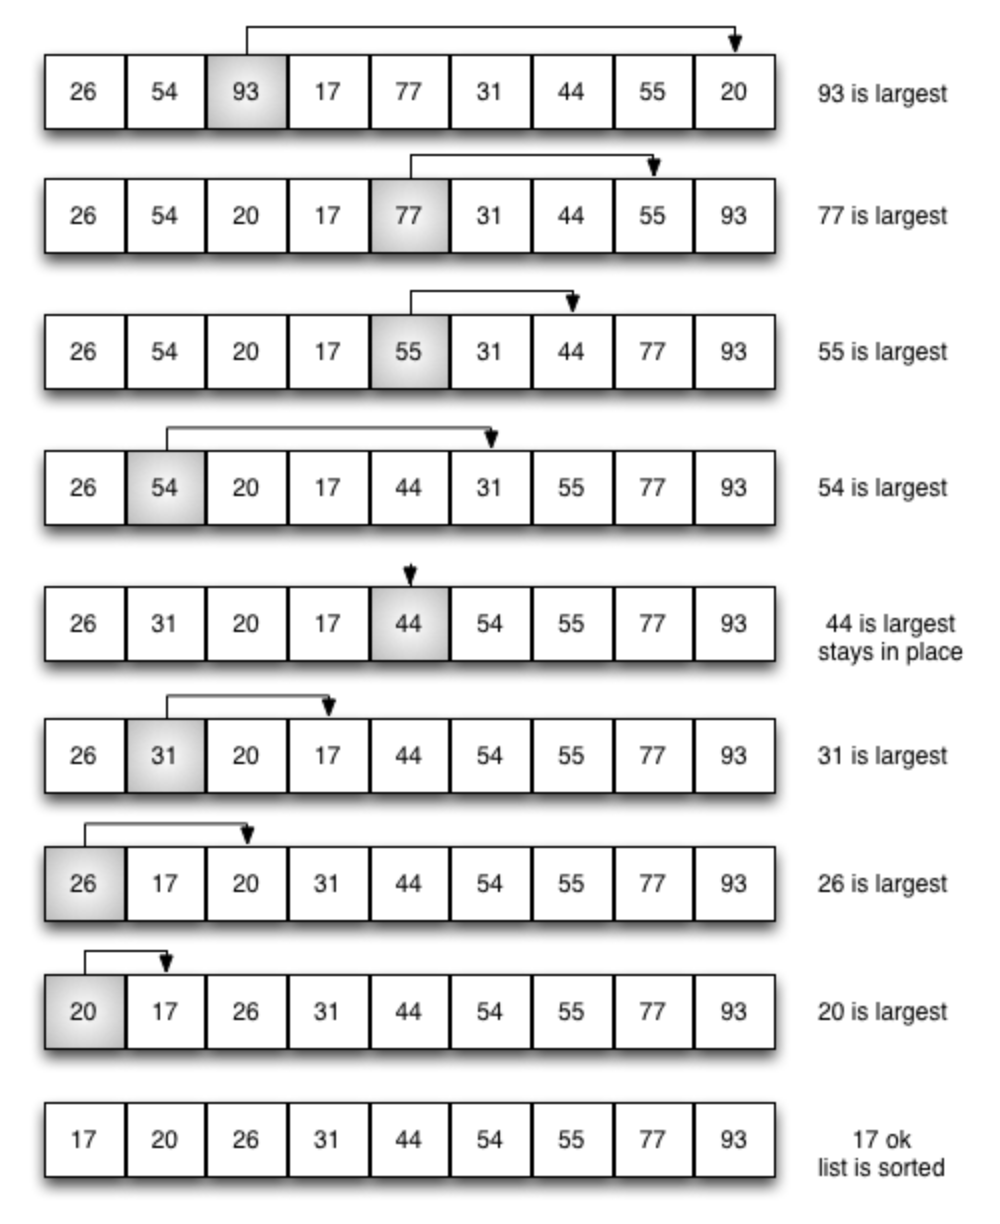 26 54 93 17 77 31 44 55 20 93 is largest
26 54 20 17 77 31 44 55 93 77 is largest
26 54 20 17 55 31 44 77 93 55 is largest
26 54 20 17 44 31 55 77 93 54 is largest
26 31 20 17 44 54 55 77 93 44 is largest
stays in place
26 31 20 17 44 54 55 77 93 31 is largest
26 17 20 31 44 54 55 77 93 26 is largest
20 17 26 31 44 54 55 77 93 20 is largest
17 20 26 31 44 54 55 77 93 17 ok
list is sorted